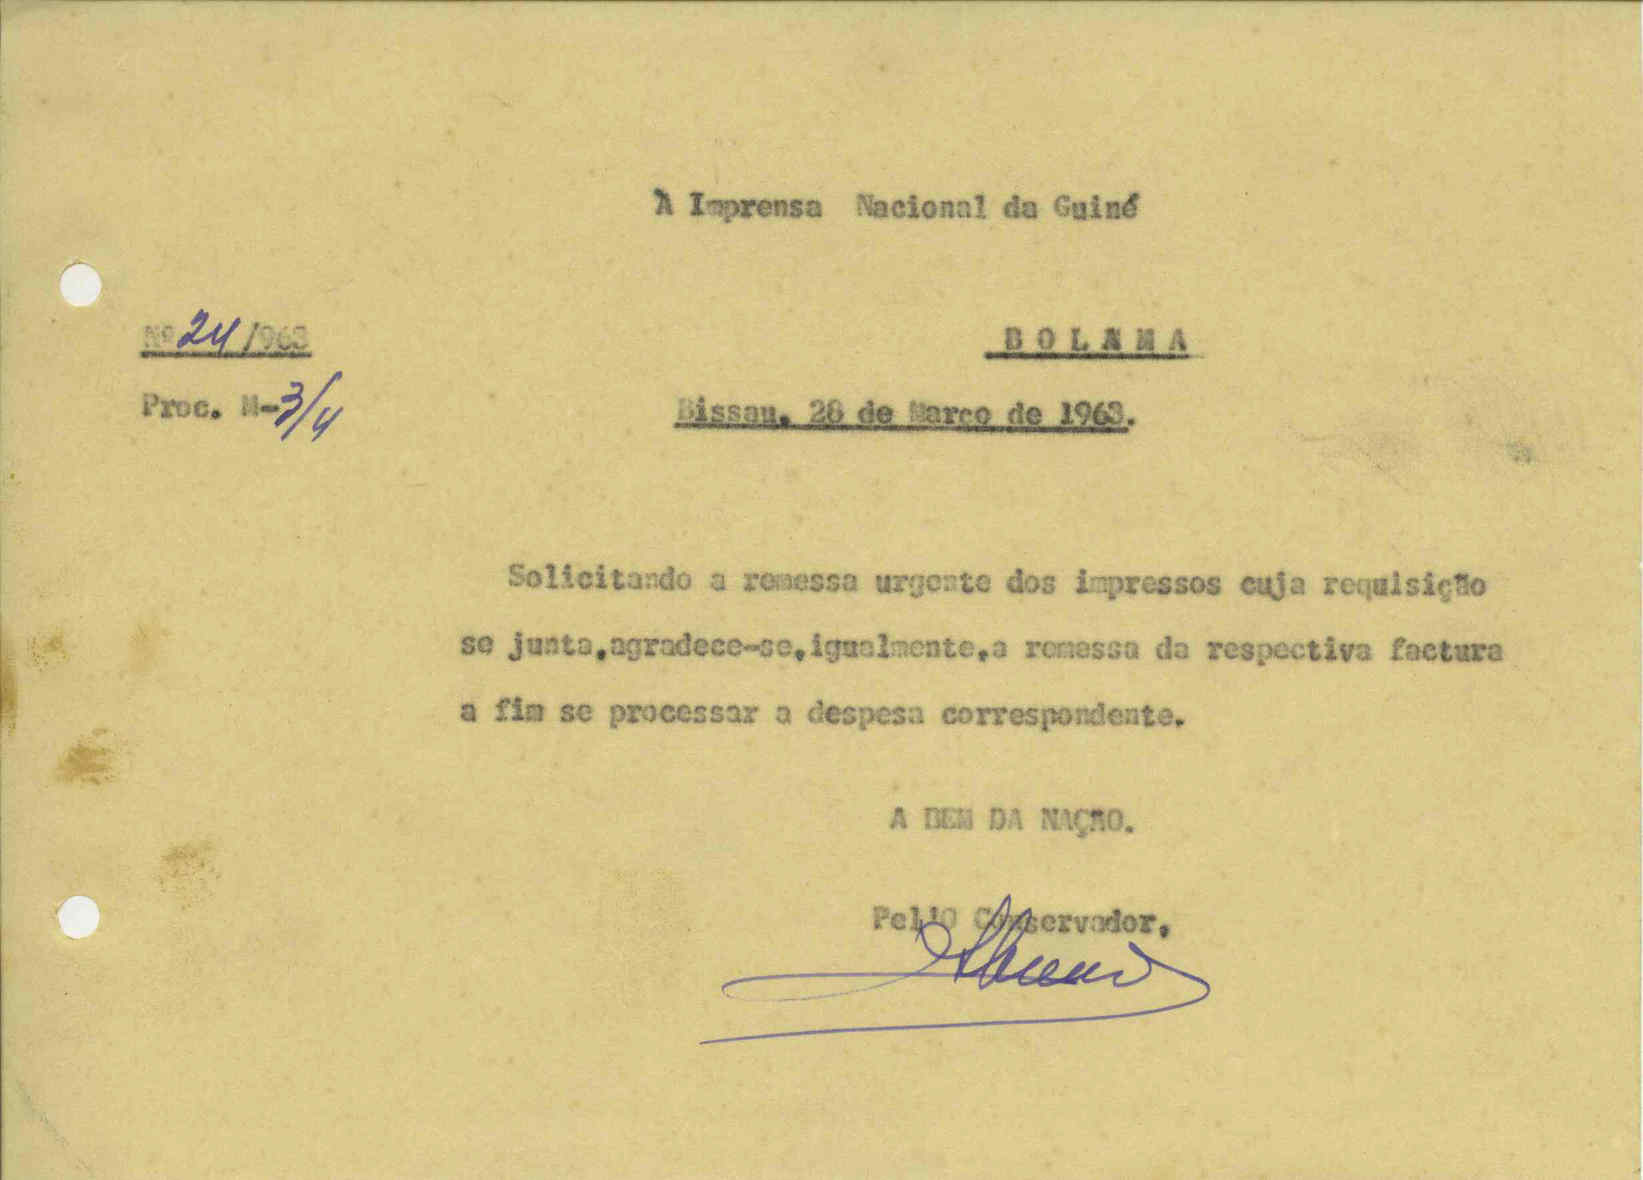 À Imprensa Nacional da Guiné
Nº 24/963
BOLAMA
Proc. M-3/4
Bissau, 28 de Março de 1963.
Solicitando a remessa urgente dos impressos cuja requisição
se junta,agradece-se,igualmente,a remessa da respectiva factura
a fim se processar a despesa correspondente.
A BEM DA NAÇÃO.
Pel'O Conservador,